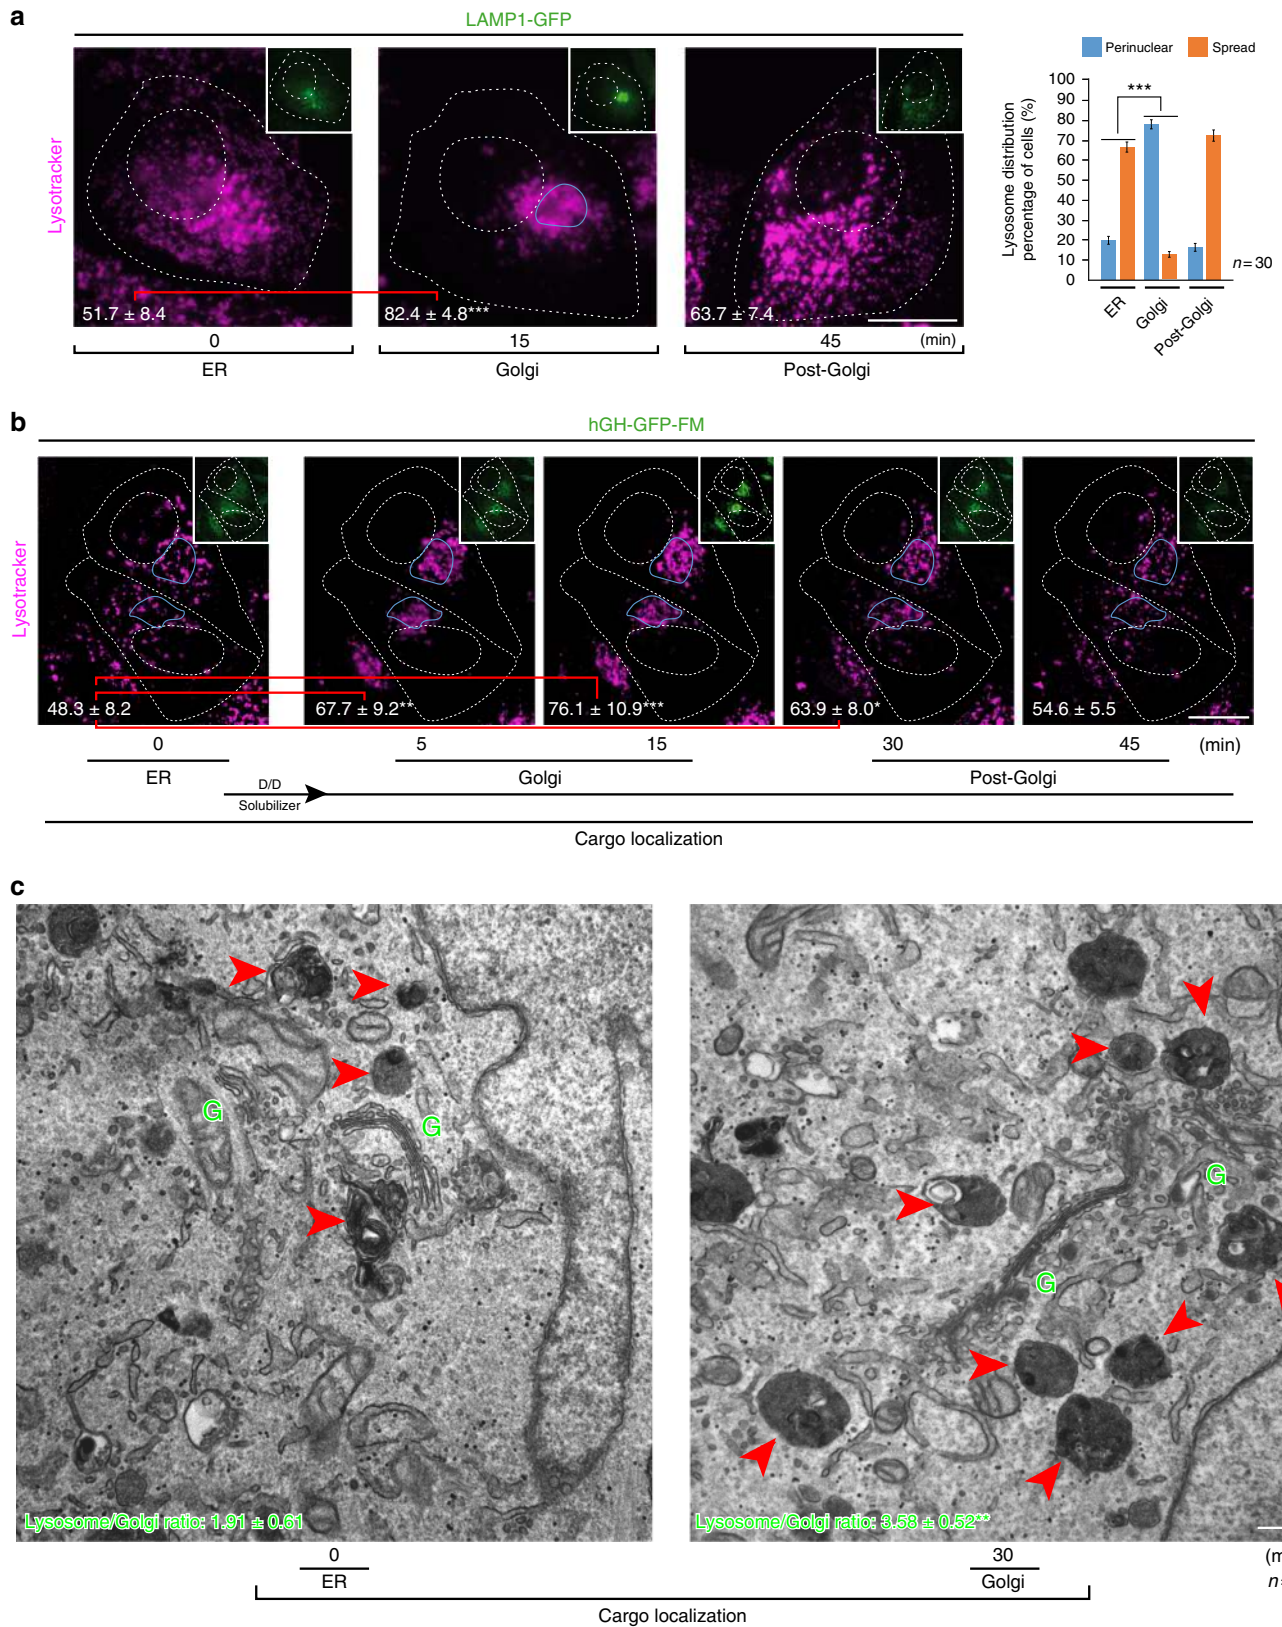 a
LAMP1-GFP
Lysotracker
51.7 ± 8.4
82.4 ± 4.8***
63.7 ± 7.4
0
15
45
(min)
ER
Golgi
Post-Golgi
Perinuclear
Spread
Lysosome distribution
percentage of cells (%)
100
90
80
70
60
50
40
30
20
10
0
***
n=30
ER
Golgi
Post-Golgi
b
hGH-GFP-FM
Lysotracker
48.3 ± 8.2
67.7 ± 9.2**
76.1 ± 10.9***
63.9 ± 8.0*
54.6 ± 5.5
0
5
15
30
45
(min)
ER
Golgi
Post-Golgi
D/D
Solubilizer
Cargo localization
c
G
G
G
G
Lysosome/Golgi ratio: 1.91 ± 0.61
Lysosome/Golgi ratio: 3.58 ± 0.52**
0
30
(m
ER
Golgi
n=
Cargo localization